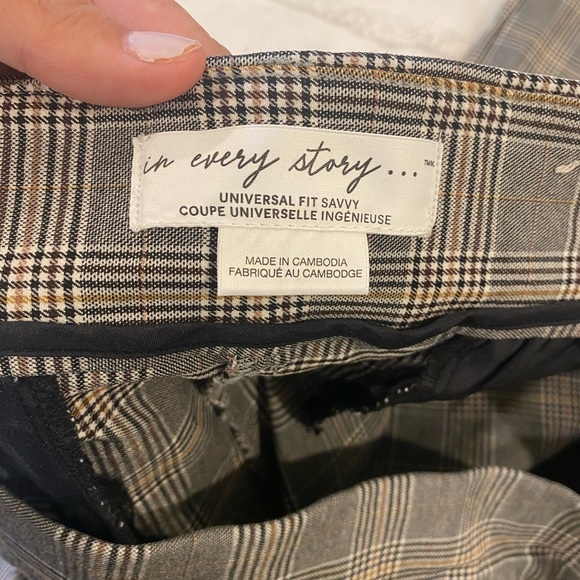 in every story...™
UNIVERSAL FIT SAVVY
COUPE UNIVERSELLE INGÉNIEUSE
MADE IN CAMBODIA
FABRIQUÉ AU CAMBODGE